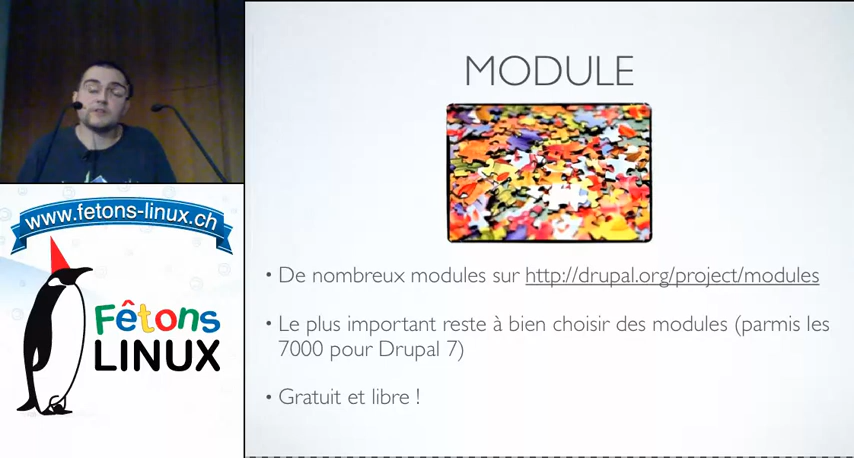 www.fetons-linux.ch
Fêtons
LINUX
MODULE
• De nombreux modules sur http://drupal.org/project/modules
• Le plus important reste à bien choisir des modules (parmis les
7000 pour Drupal 7)
• Gratuit et libre !